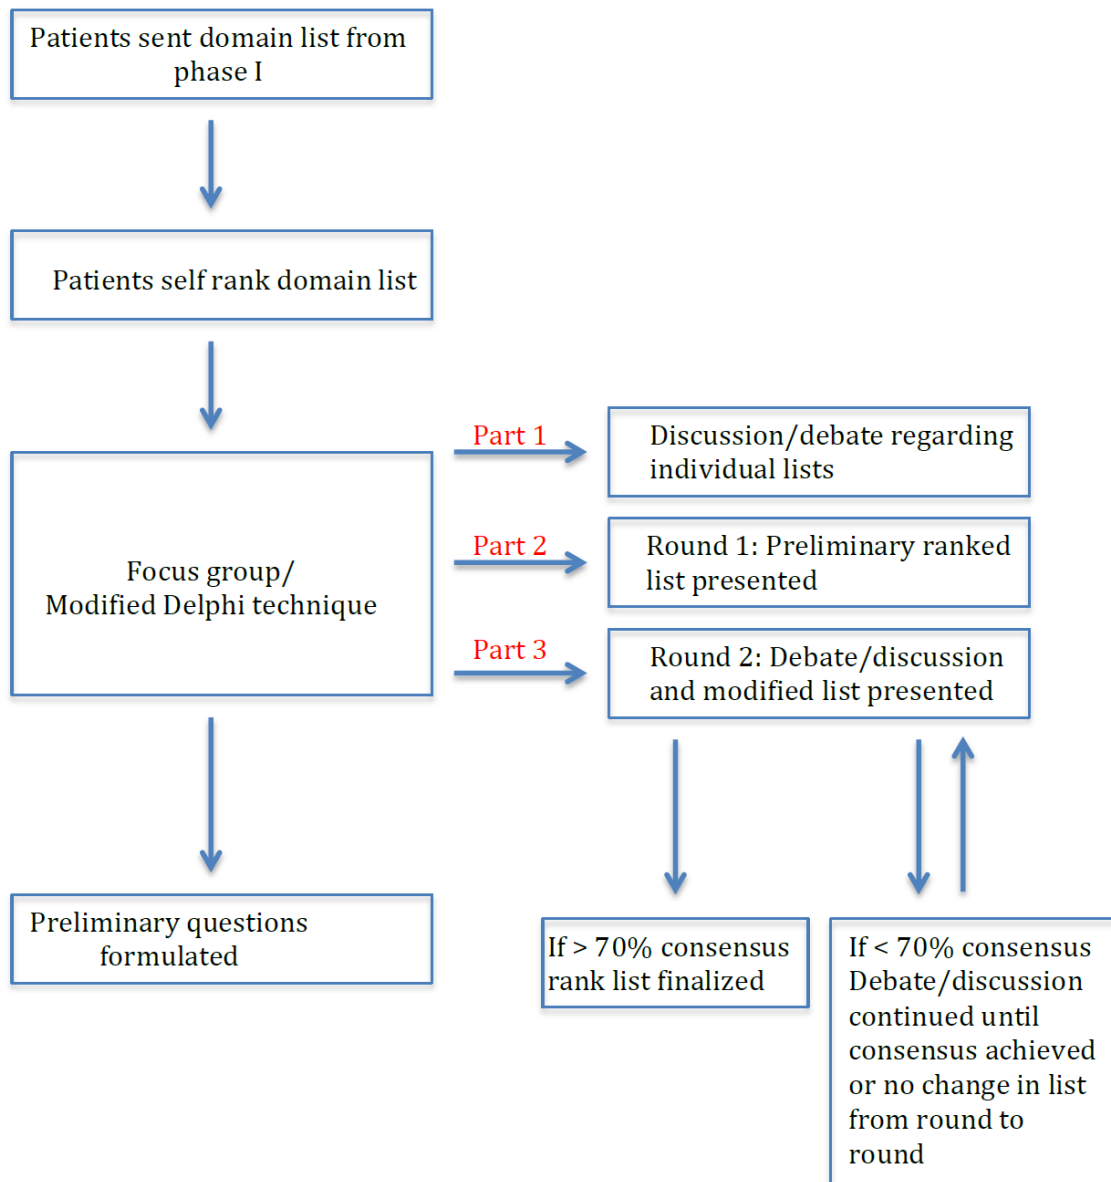 Patients sent domain list from
phase I
Patients self rank domain list
Focus group/
Modified Delphi technique
Part 1
Discussion/debate regarding
individual lists
Part 2
Round 1: Preliminary ranked
list presented
Part 3
Round 2: Debate/discussion
and modified list presented
Preliminary questions
formulated
If > 70% consensus
rank list finalized
If < 70% consensus
Debate/discussion
continued until
consensus achieved
or no change in list
from round to
round